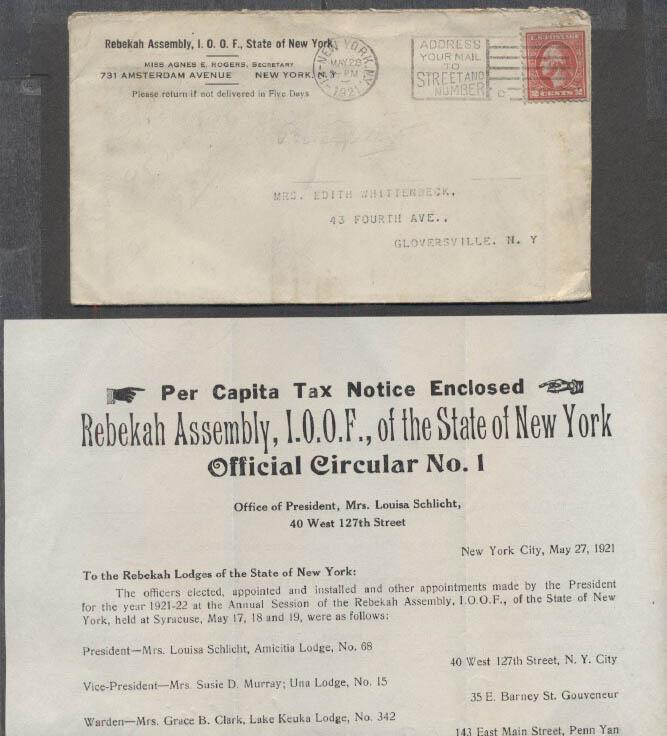 Rebekah Assembly, I. O. O. F., State of New York
MISS AGNES E. ROGERS, SECRETARY
731 AMSTERDAM AVENUE NEW YORK, N. Y.
Please return if not delivered in Five Days
NEW YORK, N.Y.
MAY 28
PM
1921
ADDRESS
YOUR MAIL
TO
STREET AND
NUMBER
C
U.S. POSTAGE
2 CENTS 2
MRS. EDITH WHITTENBECK,
43 FOURTH AVE.,
GLOVERSVILLE. N. Y
Per Capita Tax Notice Enclosed
Rebekah Assembly, I.O.O.F., of the State of New York
Official Circular No. 1
Office of President, Mrs. Louisa Schlicht,
40 West 127th Street
New York City, May 27, 1921
To the Rebekah Lodges of the State of New York:
The officers elected, appointed and installed and other appointments made by the President
for the year 1921-22 at the Annual Session of the Rebekah Assembly, I.O.O.F., of the State of New
York, held at Syracuse, May 17, 18 and 19, were as follows:
President—Mrs. Louisa Schlicht, Amicitia Lodge, No. 68
40 West 127th Street, N. Y. City
Vice-President—Mrs. Susie D. Murray; Una Lodge, No. 15
35 E. Barney St. Gouveneur
Warden—Mrs. Grace B. Clark, Lake Keuka Lodge, No. 342
143 East Main Street, Penn Yan